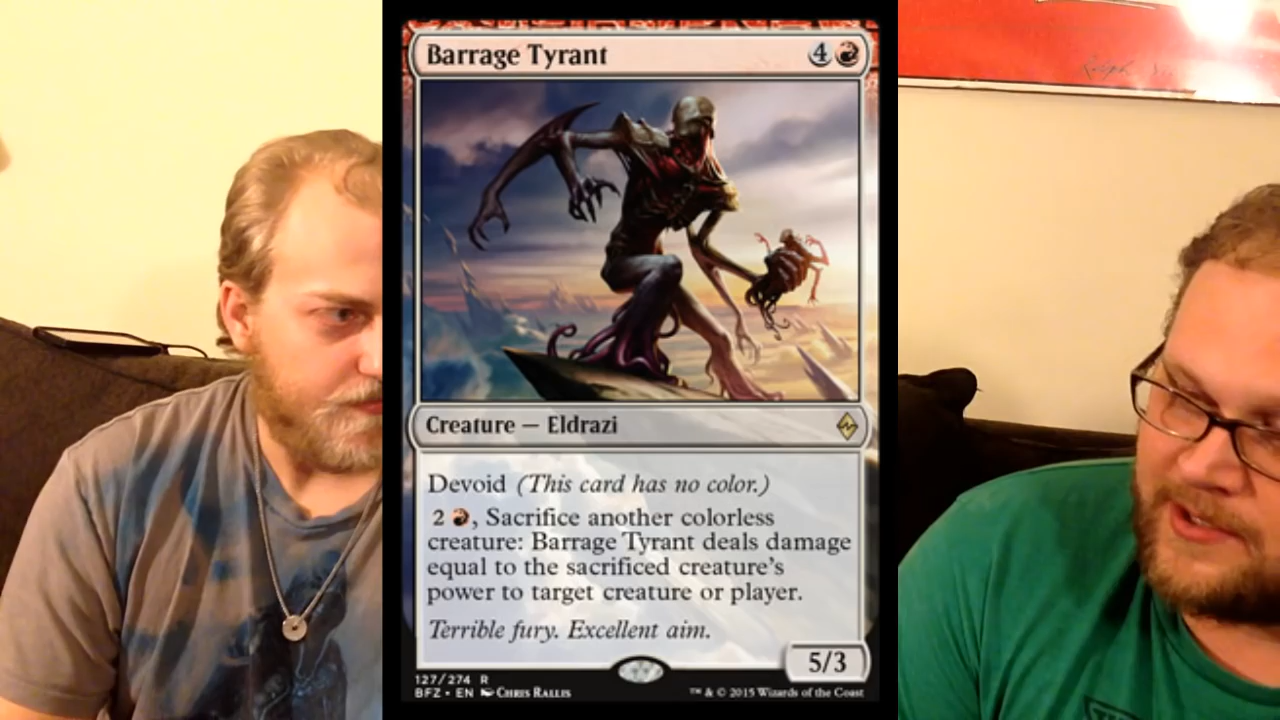 Barrage Tyrant 4
Creature — Eldrazi
Devoid (This card has no color.)
2 , Sacrifice another colorless
creature: Barrage Tyrant deals damage
equal to the sacrificed creature's
power to target creature or player.
Terrible fury. Excellent aim.
5/3
127/274 R
BFZ • EN CHRIS RALLIS
™ & © 2015 Wizards of the Coast